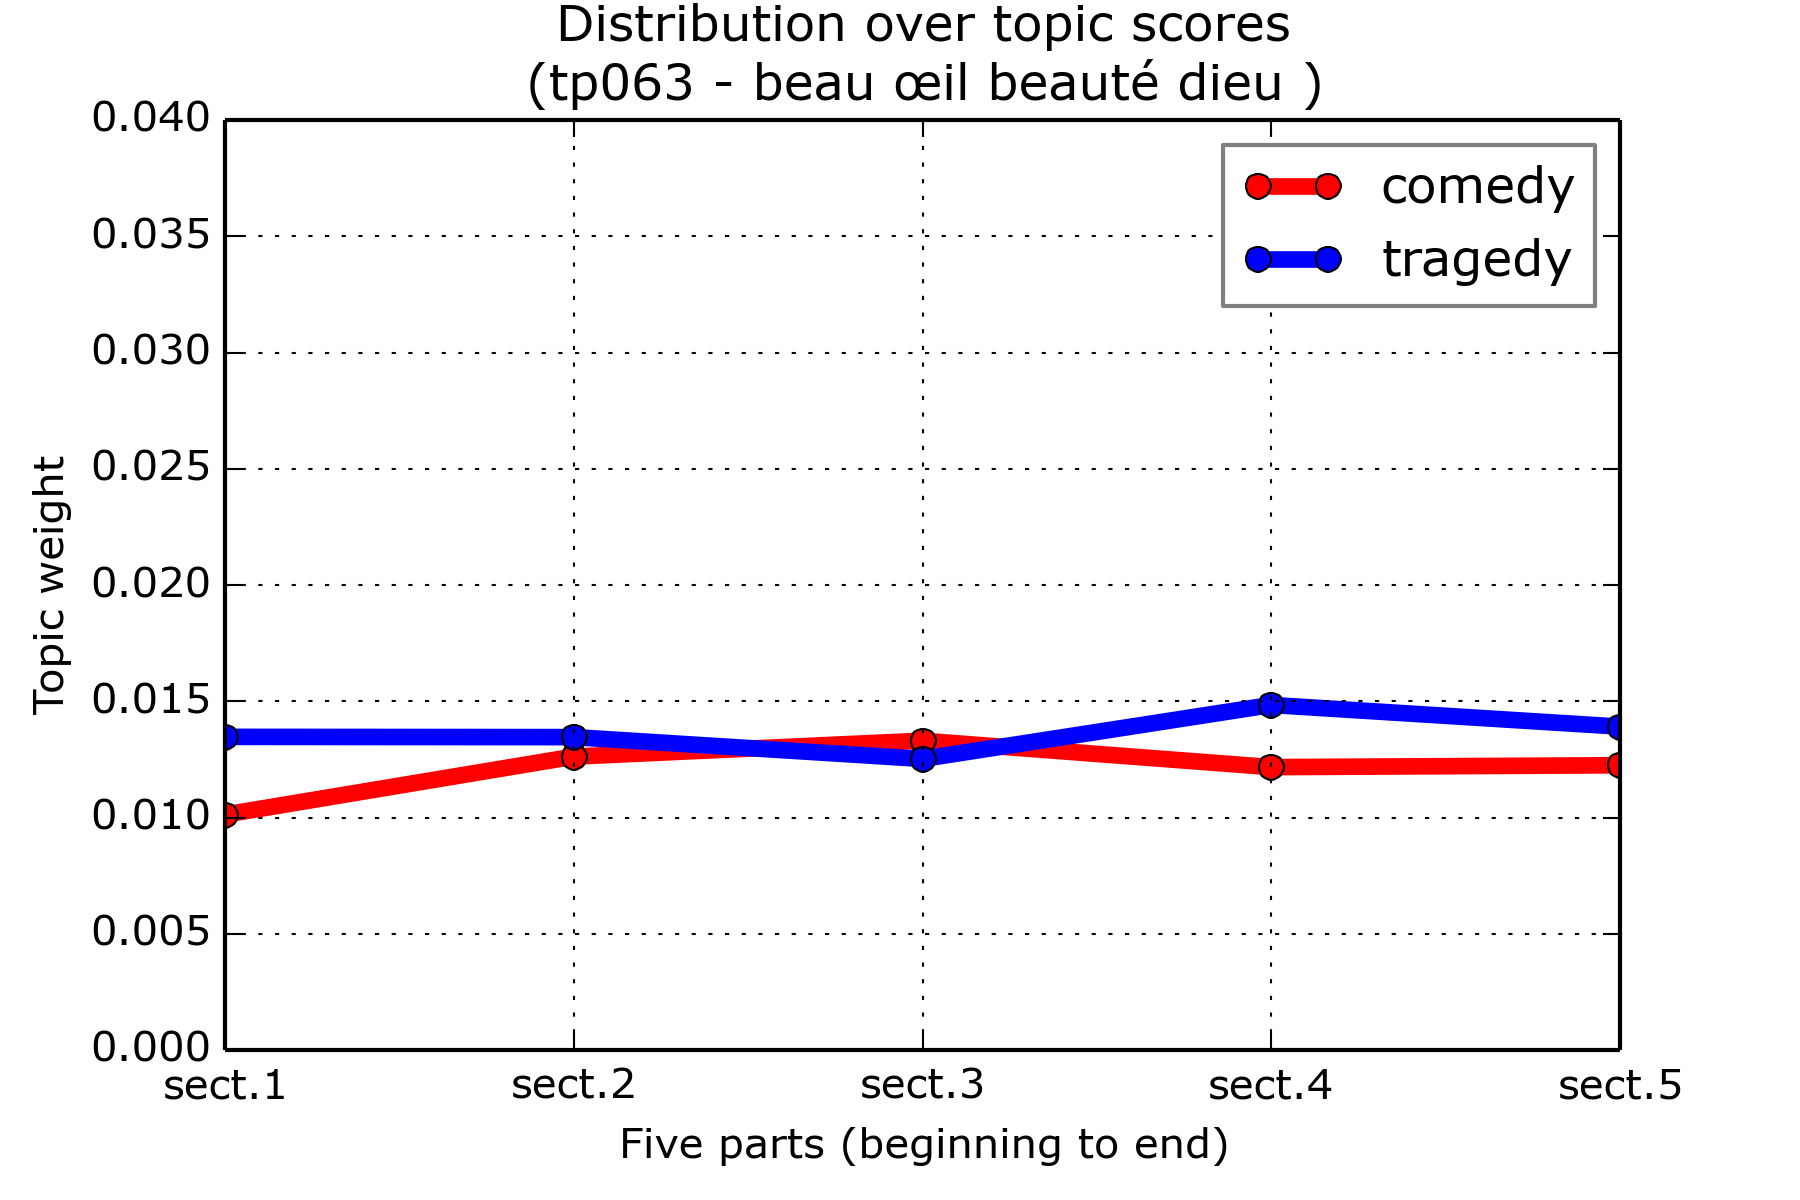 Distribution over topic scores
(tp063 - beau œil beauté dieu )
0.040
0.035
0.030
0.025
0.020
0.015
0.010
0.005
0.000
Topic weight
comedy
tragedy
sect.1 sect.2 sect.3 sect.4 sect.5
Five parts (beginning to end)